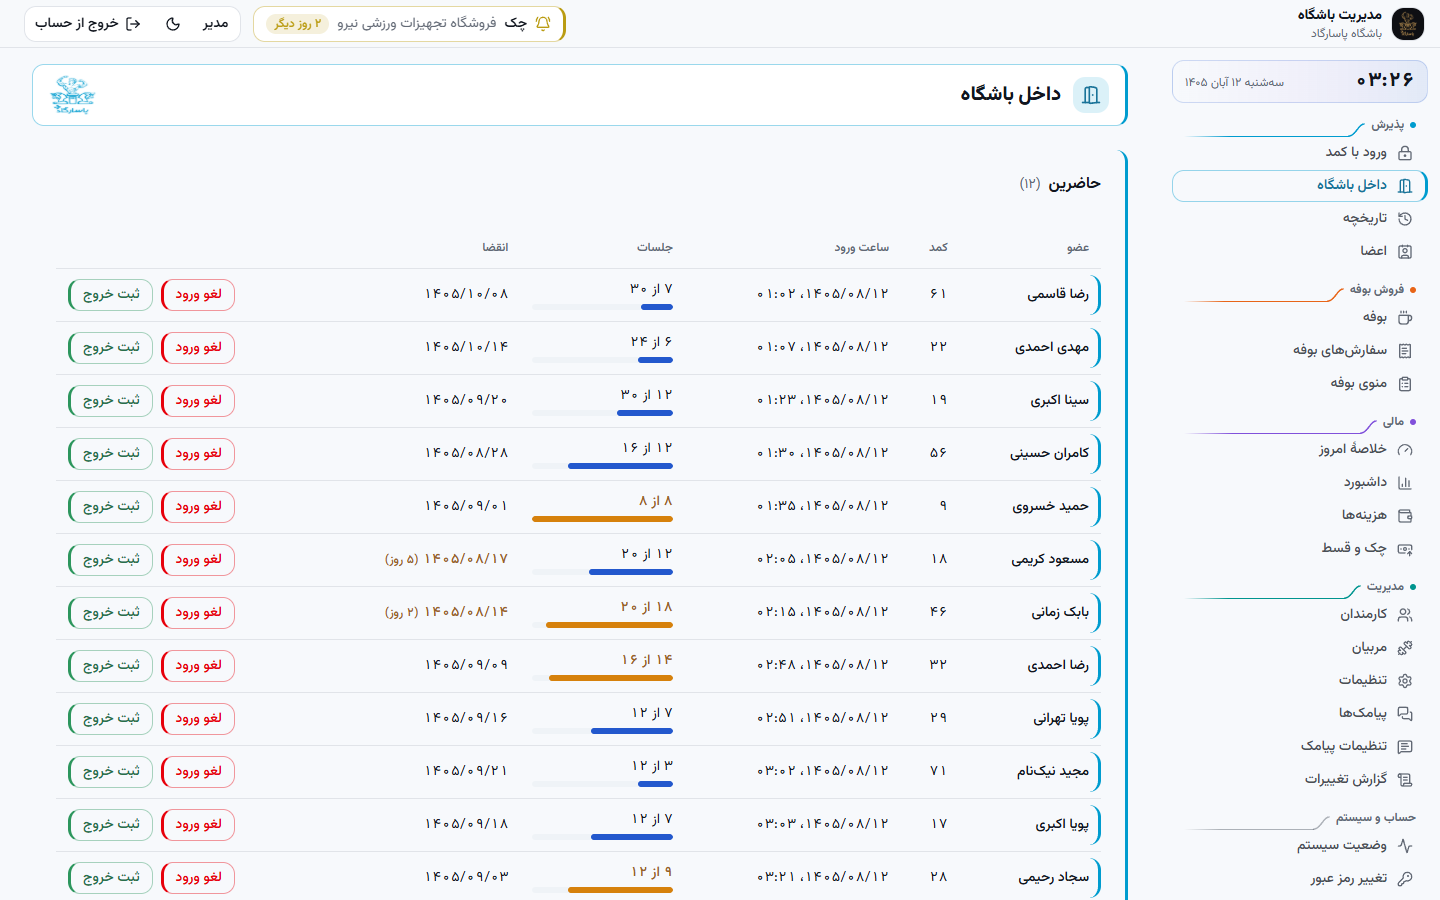 مدیریت باشگاه
باشگاه پاسارگاد
چک فروشگاه تجهیزات ورزشی نیرو ۲ روز دیگر
مدیر
خروج از حساب
۰۳:۲۶
سه‌شنبه ۱۲ آبان ۱۴۰۵
پذیرش
ورود با کمد
داخل باشگاه
تاریخچه
اعضا
فروش بوفه
بوفه
سفارش‌های بوفه
منوی بوفه
مالی
خلاصهٔ امروز
داشبورد
هزینه‌ها
چک و قسط
مدیریت
کارمندان
مربیان
تنظیمات
پیامک‌ها
تنظیمات پیامک
گزارش تغییرات
حساب و سیستم
وضعیت سیستم
تغییر رمز عبور
داخل باشگاه
پاسارگاد
حاضرین (۱۲)
عضو کمد ساعت ورود جلسات انقضا
رضا قاسمی ۶۱ ۱۴۰۵/۰۸/۱۲، ۰۱:۰۲ ۷ از ۳۰ ۱۴۰۵/۱۰/۰۸ لغو ورود ثبت خروج
مهدی احمدی ۲۲ ۱۴۰۵/۰۸/۱۲، ۰۱:۰۷ ۶ از ۲۴ ۱۴۰۵/۱۰/۱۴ لغو ورود ثبت خروج
سینا اکبری ۱۹ ۱۴۰۵/۰۸/۱۲، ۰۱:۲۳ ۱۲ از ۳۰ ۱۴۰۵/۰۹/۲۰ لغو ورود ثبت خروج
کامران حسینی ۵۶ ۱۴۰۵/۰۸/۱۲، ۰۱:۳۰ ۱۲ از ۱۶ ۱۴۰۵/۰۸/۲۸ لغو ورود ثبت خروج
حمید خسروی ۹ ۱۴۰۵/۰۸/۱۲، ۰۱:۳۵ ۸ از ۸ ۱۴۰۵/۰۹/۰۱ لغو ورود ثبت خروج
مسعود کریمی ۱۸ ۱۴۰۵/۰۸/۱۲، ۰۲:۰۵ ۱۲ از ۲۰ ۱۴۰۵/۰۸/۱۷ (۵ روز) لغو ورود ثبت خروج
بابک زمانی ۴۶ ۱۴۰۵/۰۸/۱۲، ۰۲:۱۵ ۱۸ از ۲۰ ۱۴۰۵/۰۸/۱۴ (۲ روز) لغو ورود ثبت خروج
رضا احمدی ۳۲ ۱۴۰۵/۰۸/۱۲، ۰۲:۴۸ ۱۴ از ۱۶ ۱۴۰۵/۰۹/۰۹ لغو ورود ثبت خروج
پویا تهرانی ۲۹ ۱۴۰۵/۰۸/۱۲، ۰۲:۵۱ ۷ از ۱۲ ۱۴۰۵/۰۹/۱۶ لغو ورود ثبت خروج
مجید نیک‌نام ۷۱ ۱۴۰۵/۰۸/۱۲، ۰۳:۰۲ ۳ از ۱۲ ۱۴۰۵/۰۹/۲۱ لغو ورود ثبت خروج
پویا اکبری ۱۷ ۱۴۰۵/۰۸/۱۲، ۰۳:۰۳ ۷ از ۱۲ ۱۴۰۵/۰۹/۱۸ لغو ورود ثبت خروج
سجاد رحیمی ۲۸ ۱۴۰۵/۰۸/۱۲، ۰۳:۲۱ ۹ از ۱۲ ۱۴۰۵/۰۹/۰۳ لغو ورود ثبت خروج